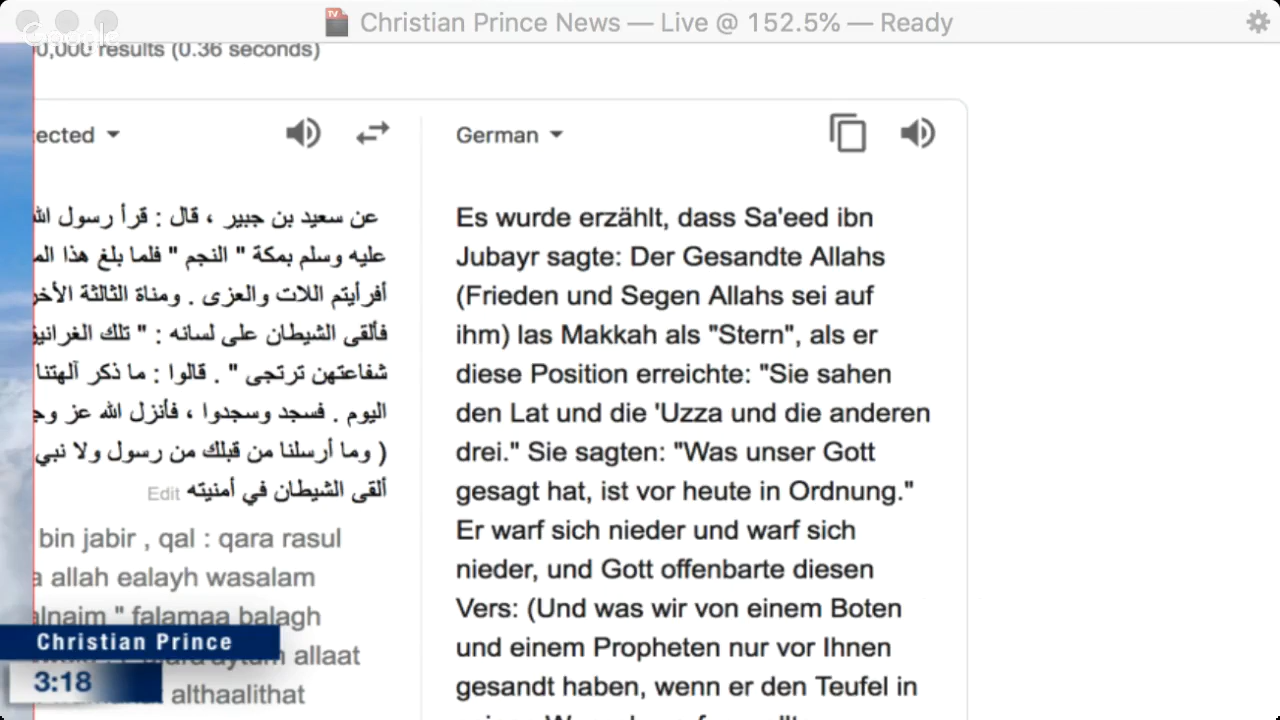 Christian Prince News — Live @ 152.5% — Ready
Google
0,000 results (0.36 seconds)
ected
German
عن سعيد بن جبير ، قال : قرأ رسول الله
عليه وسلم بمكة " النجم " فلما بلغ هذا
أفرأيتم اللات والعزى . ومناة الثالثة
فألقى الشيطان على لسانه : " تلك
شفاعتهن ترتجى " . قالوا : ما ذكر آلهتنا
اليوم . فسجد وسجدوا ، فأنزل الله عز
( وما أرسلنا من قبلك من رسول ولا نبي
ألقى الشيطان في أمنيته Edit
bin jabir , qal : qara rasul
a allah ealayh wasalam
alnajm " falamaa balagh
allaat
althaalithat
Es wurde erzählt, dass Sa'eed ibn
Jubayr sagte: Der Gesandte Allahs
(Frieden und Segen Allahs sei auf
ihm) las Makkah als "Stern", als er
diese Position erreichte: "Sie sahen
den Lat und die 'Uzza und die anderen
drei." Sie sagten: "Was unser Gott
gesagt hat, ist vor heute in Ordnung."
Er warf sich nieder und warf sich
nieder, und Gott offenbarte diesen
Vers: (Und was wir von einem Boten
und einem Propheten nur vor Ihnen
gesandt haben, wenn er den Teufel in
Christian Prince
3:18